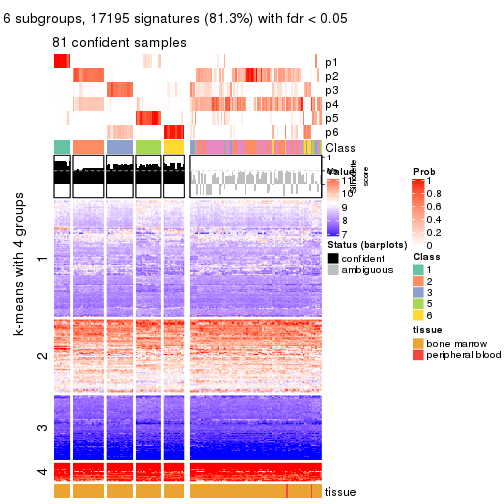 6 subgroups, 17195 signatures (81.3%) with fdr < 0.05
81 confident samples
p1
p2
p3
p4
p5
p6
Class
1
Silhouette
score
Value
11
10
9
8
7
Status (barplots)
confident
ambiguous
Prob
1
0.8
0.6
0.4
0.2
0
Class
1
2
3
5
6
tissue
bone marrow
peripheral blood
k-means with 4 groups
1
2
3
4
tissue